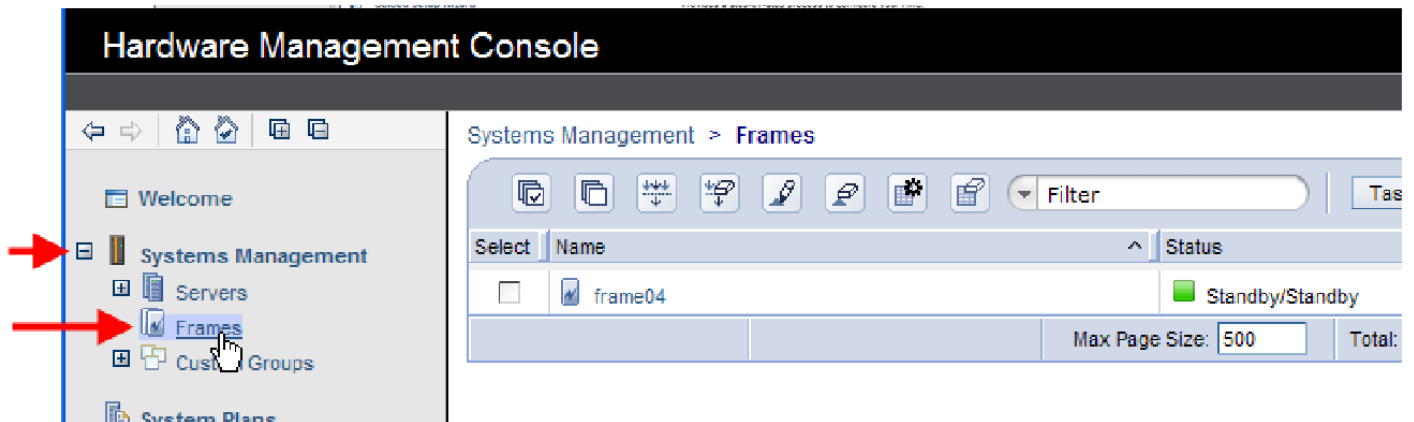 Hardware Management Console
Systems Management > Frames
Welcome
Filter
Tas
Systems Management
Select Name Status
Servers
frame04 Standby/Standby
Frames
Max Page Size: 500 Total:
Groups
System Plans